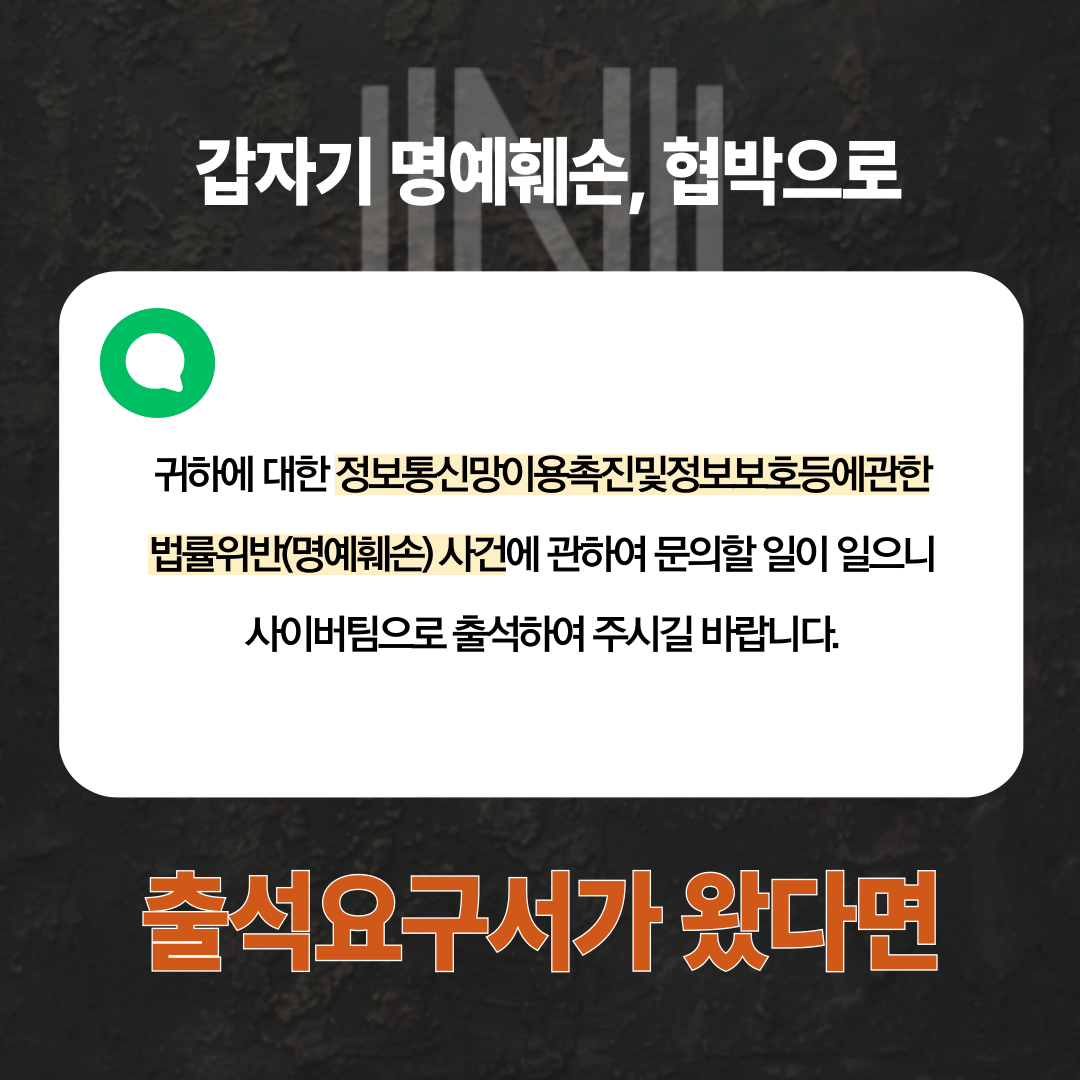 갑자기 명예훼손, 협박으로
귀하에 대한 정보통신망이용촉진및정보보호등에관한
법률위반(명예훼손) 사건에 관하여 문의할 일이 일으니
사이버팀으로 출석하여 주시길 바랍니다.
출석요구서가 왔다면